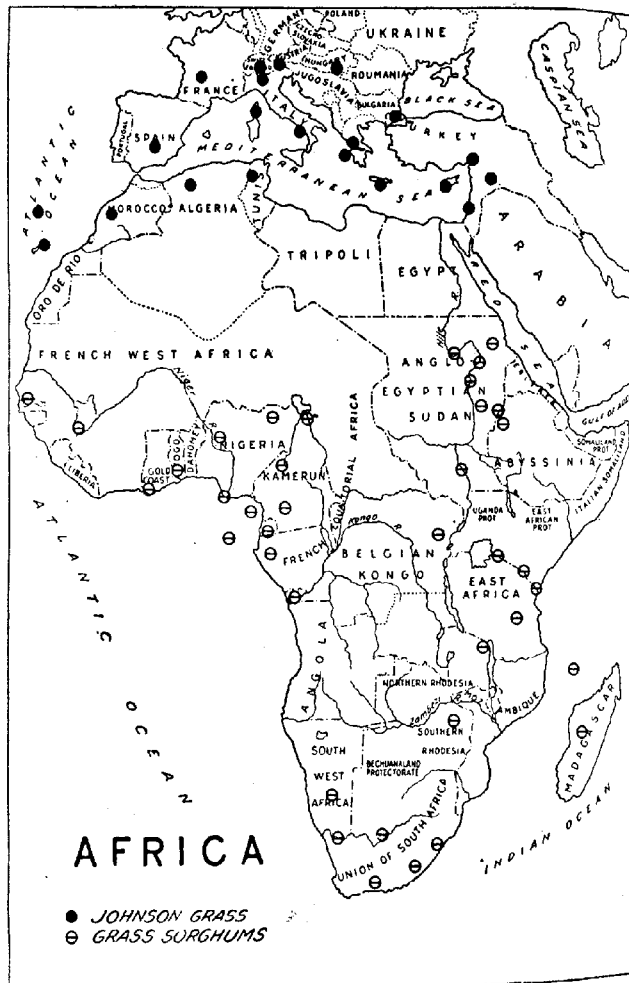 GERMANY
POLAND
UKRAINE
CZECHO
SLOVAKIA
AUSTRIA
HUNGARY
FRANCE
JUGOSLAVIA
ROUMANIA
BULGARIA
BLACK SEA
CASPIAN SEA
ITALY
PORTUGAL
SPAIN
TURKEY
MEDITERRANEAN SEA
ATLANTIC
OCEAN
MOROCCO
ALGERIA
TUNIS
TRIPOLI
EGYPT
ARABIA
RED SEA
ORO DE RIO
FRENCH WEST AFRICA
Nile
R.
ANGLO
EGYPTIAN
SUDAN
GULF OF ADEN
Niger
R.
NIGERIA
DAHOMEY
TOGO
GOLD
COAST
LIBERIA
KAMERUN
EQUATORIAL AFRICA
FRENCH
ABYSSINIA
SOMALILAND
PROT
ITALIAN SOMALILAND
UGANDA
PROT
EAST
AFRICAN
PROT
Kongo R.
BELGIAN
KONGO
EAST
AFRICA
ATLANTIC
OCEAN
ANGOLA
NORTHERN RHODESIA
Zambezi
AMBIQUE
MADAGASCAR
SOUTH
WEST
AFRICA
SOUTHERN
RHODESIA
BECHUANALAND
PROTECTORATE
UNION OF SOUTH AFRICA
INDIAN OCEAN
AFRICA
JOHNSON GRASS
GRASS SORGHUMS